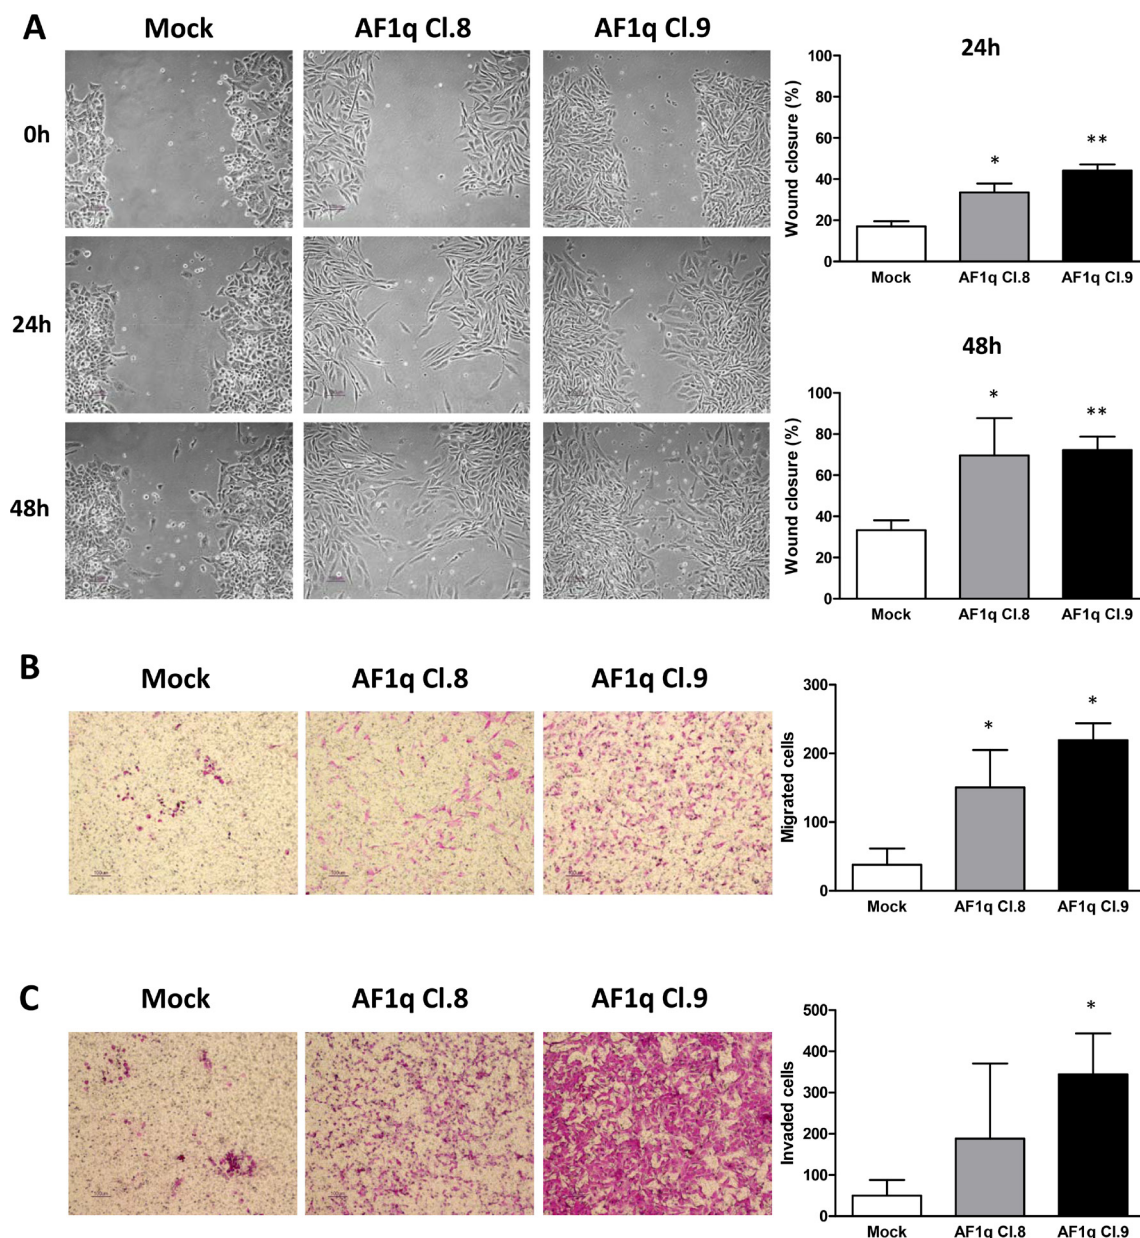 A
Mock
AF1q Cl.8
AF1q Cl.9
0h
24h
48h
24h
Wound closure (%)
100
80
60
40
20
0
*
**
Mock
AF1q Cl.8
AF1q Cl.9
48h
Wound closure (%)
100
80
60
40
20
0
*
**
Mock
AF1q Cl.8
AF1q Cl.9
B
Mock
AF1q Cl.8
AF1q Cl.9
Migrated cells
300
200
100
0
*
*
Mock
AF1q Cl.8
AF1q Cl.9
C
Mock
AF1q Cl.8
AF1q Cl.9
Invaded cells
500
400
300
200
100
0
*
Mock
AF1q Cl.8
AF1q Cl.9